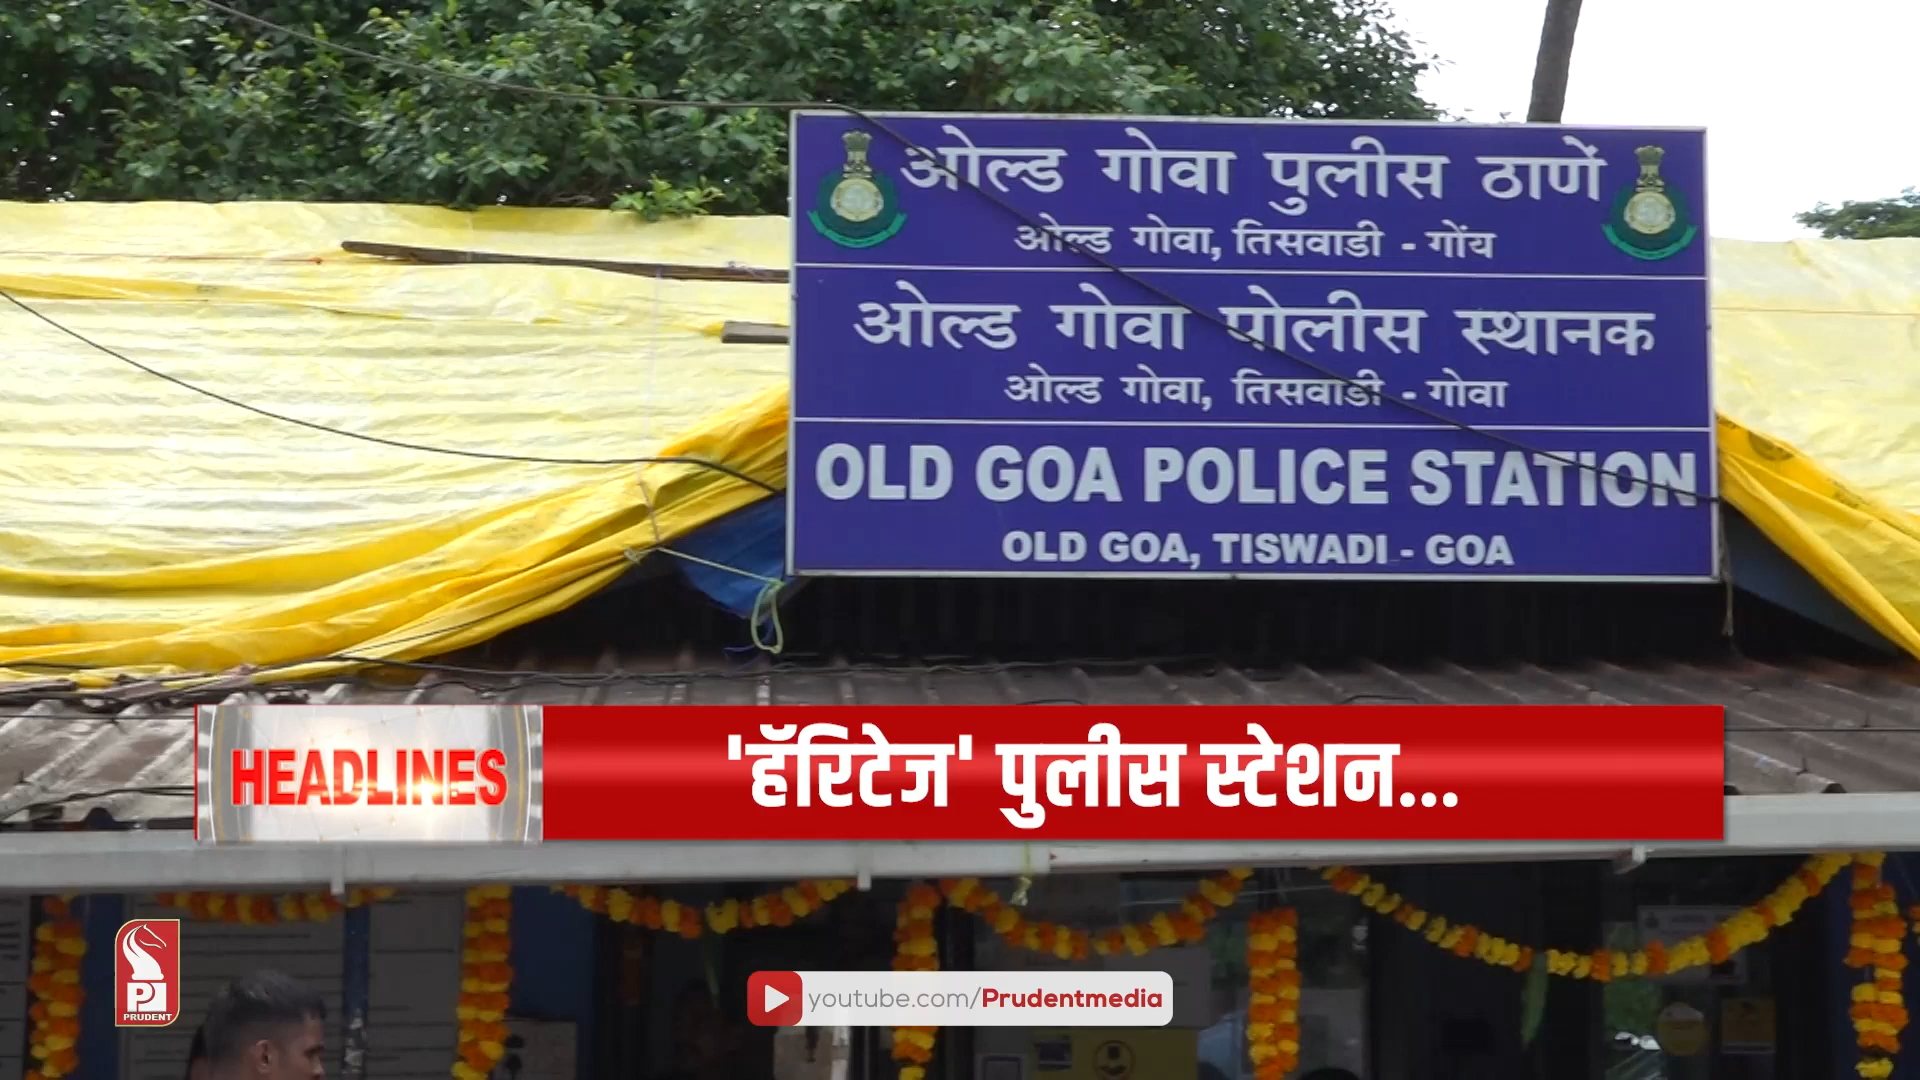 ओल्ड गोवा पुलीस ठाणें
ओल्ड गोवा, तिसवाडी - गोंय
ओल्ड गोवा पोलीस स्थानक
ओल्ड गोवा, तिसवाडी - गोवा
OLD GOA POLICE STATION
OLD GOA, TISWADI - GOA
HEADLINES
'हॅरिटेज' पुलीस स्टेशन...
P
PRUDENT
youtube.com/Prudentmedia